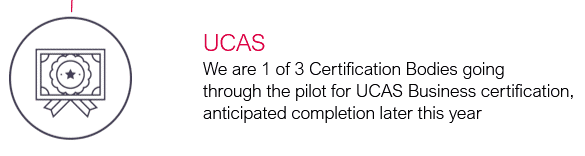 UCAS
We are 1 of 3 Certification Bodies going
through the pilot for UCAS Business certification,
anticipated completion later this year